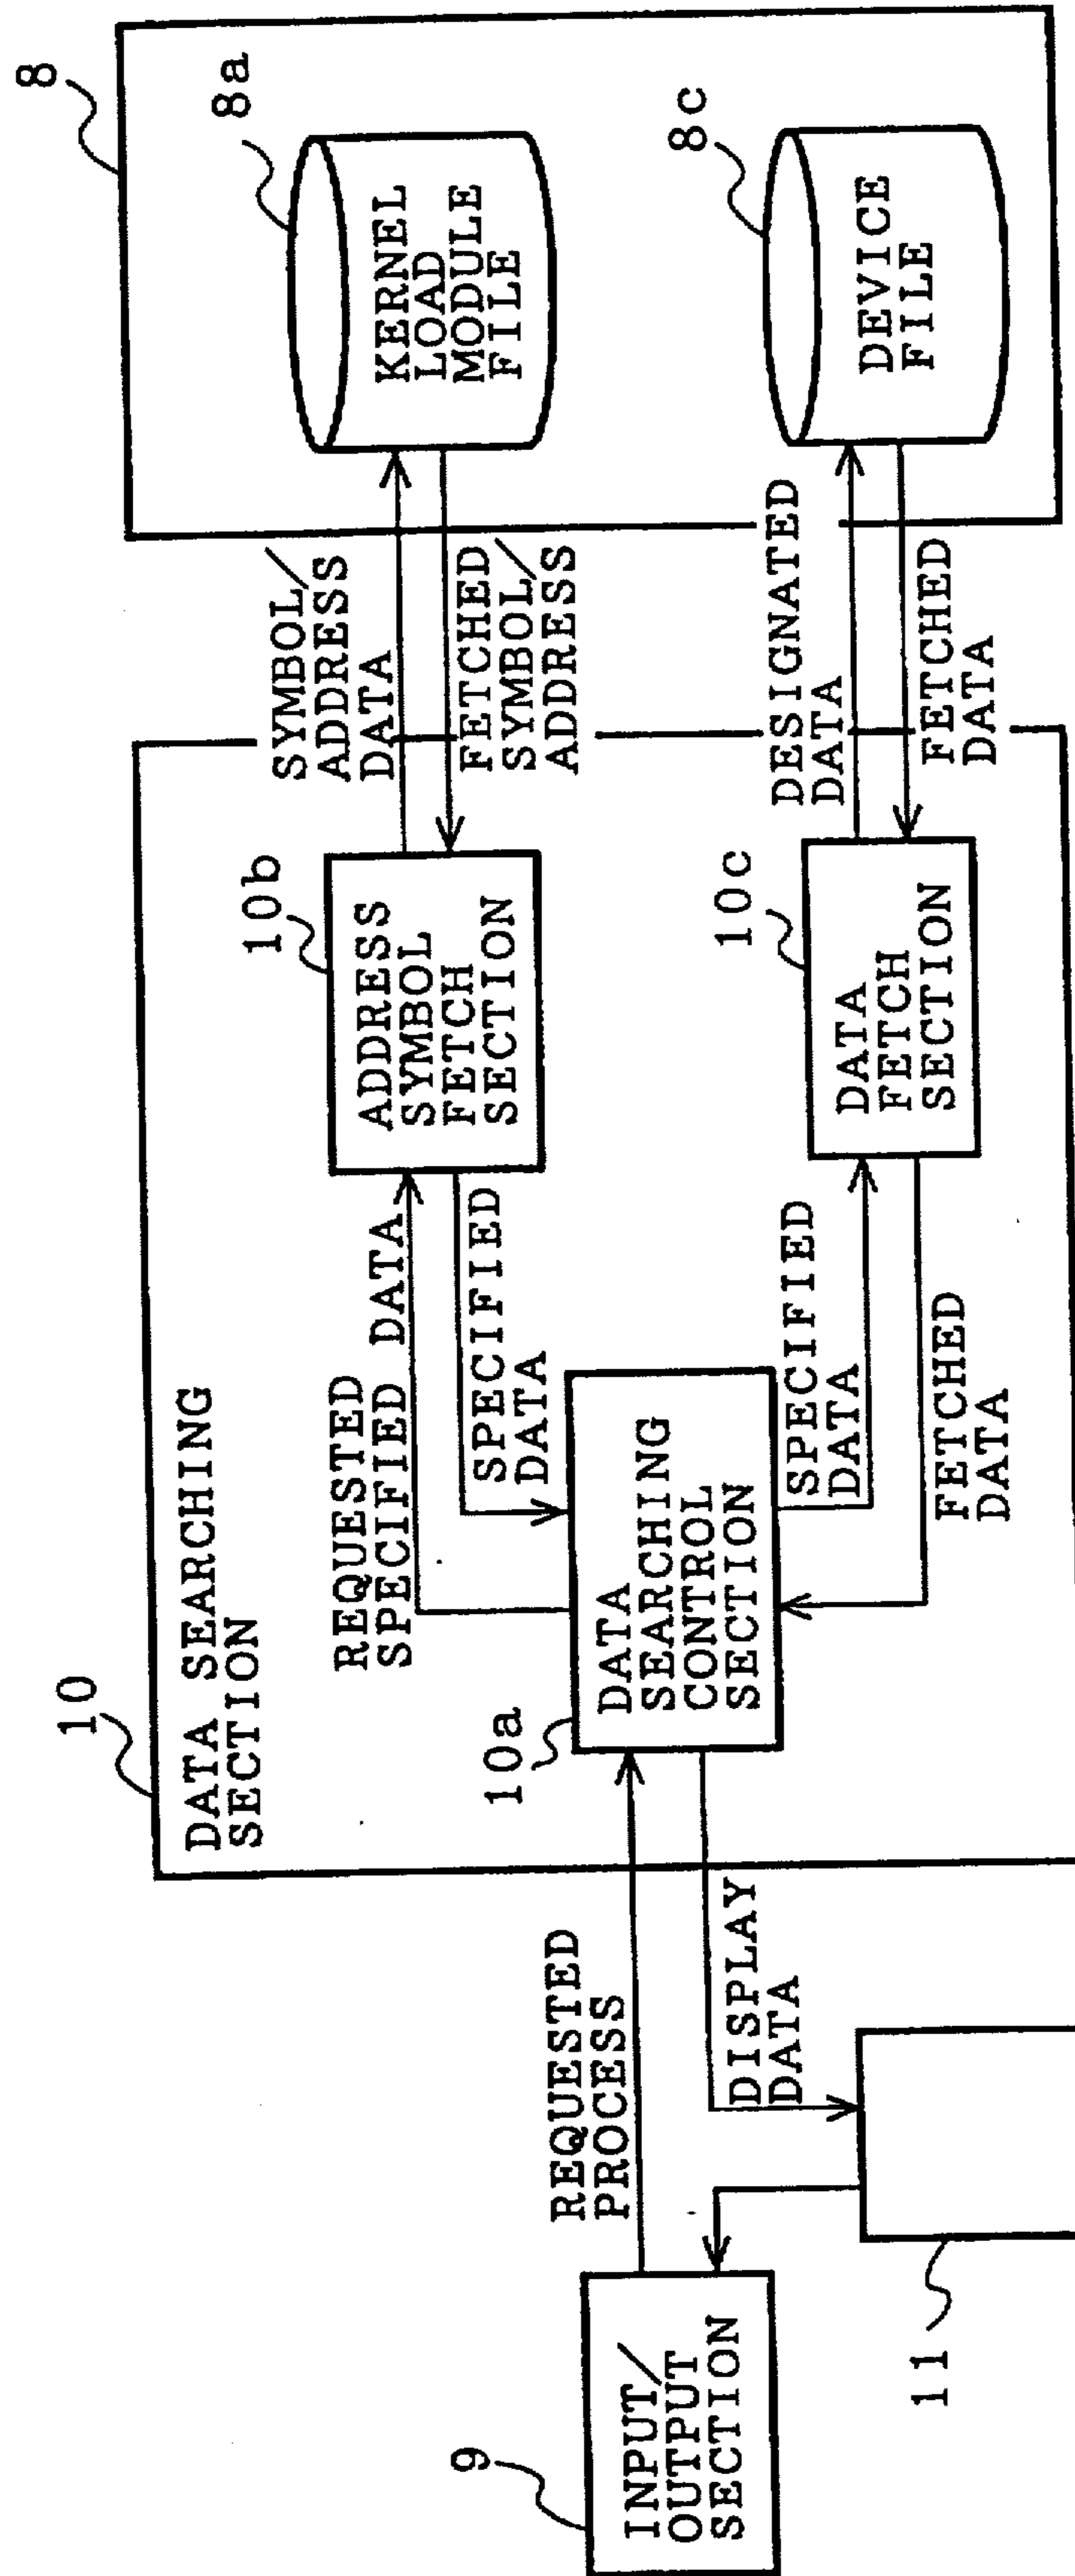 8
8a
KERNEL
LOAD
MODULE
FILE
8c
DEVICE
FILE
SYMBOL/
ADDRESS
DATA
FETCHED
SYMBOL/
ADDRESS
DESIGNATED
DATA
FETCHED
DATA
10
DATA SEARCHING
SECTION
10b
ADDRESS
SYMBOL
FETCH
SECTION
10c
DATA
FETCH
SECTION
REQUESTED
SPECIFIED DATA
SPECIFIED
DATA
10a
DATA
SEARCHING
CONTROL
SECTION
SPECIFIED
DATA
FETCHED
DATA
REQUESTED
PROCESS
DISPLAY
DATA
9
INPUT/
OUTPUT
SECTION
11